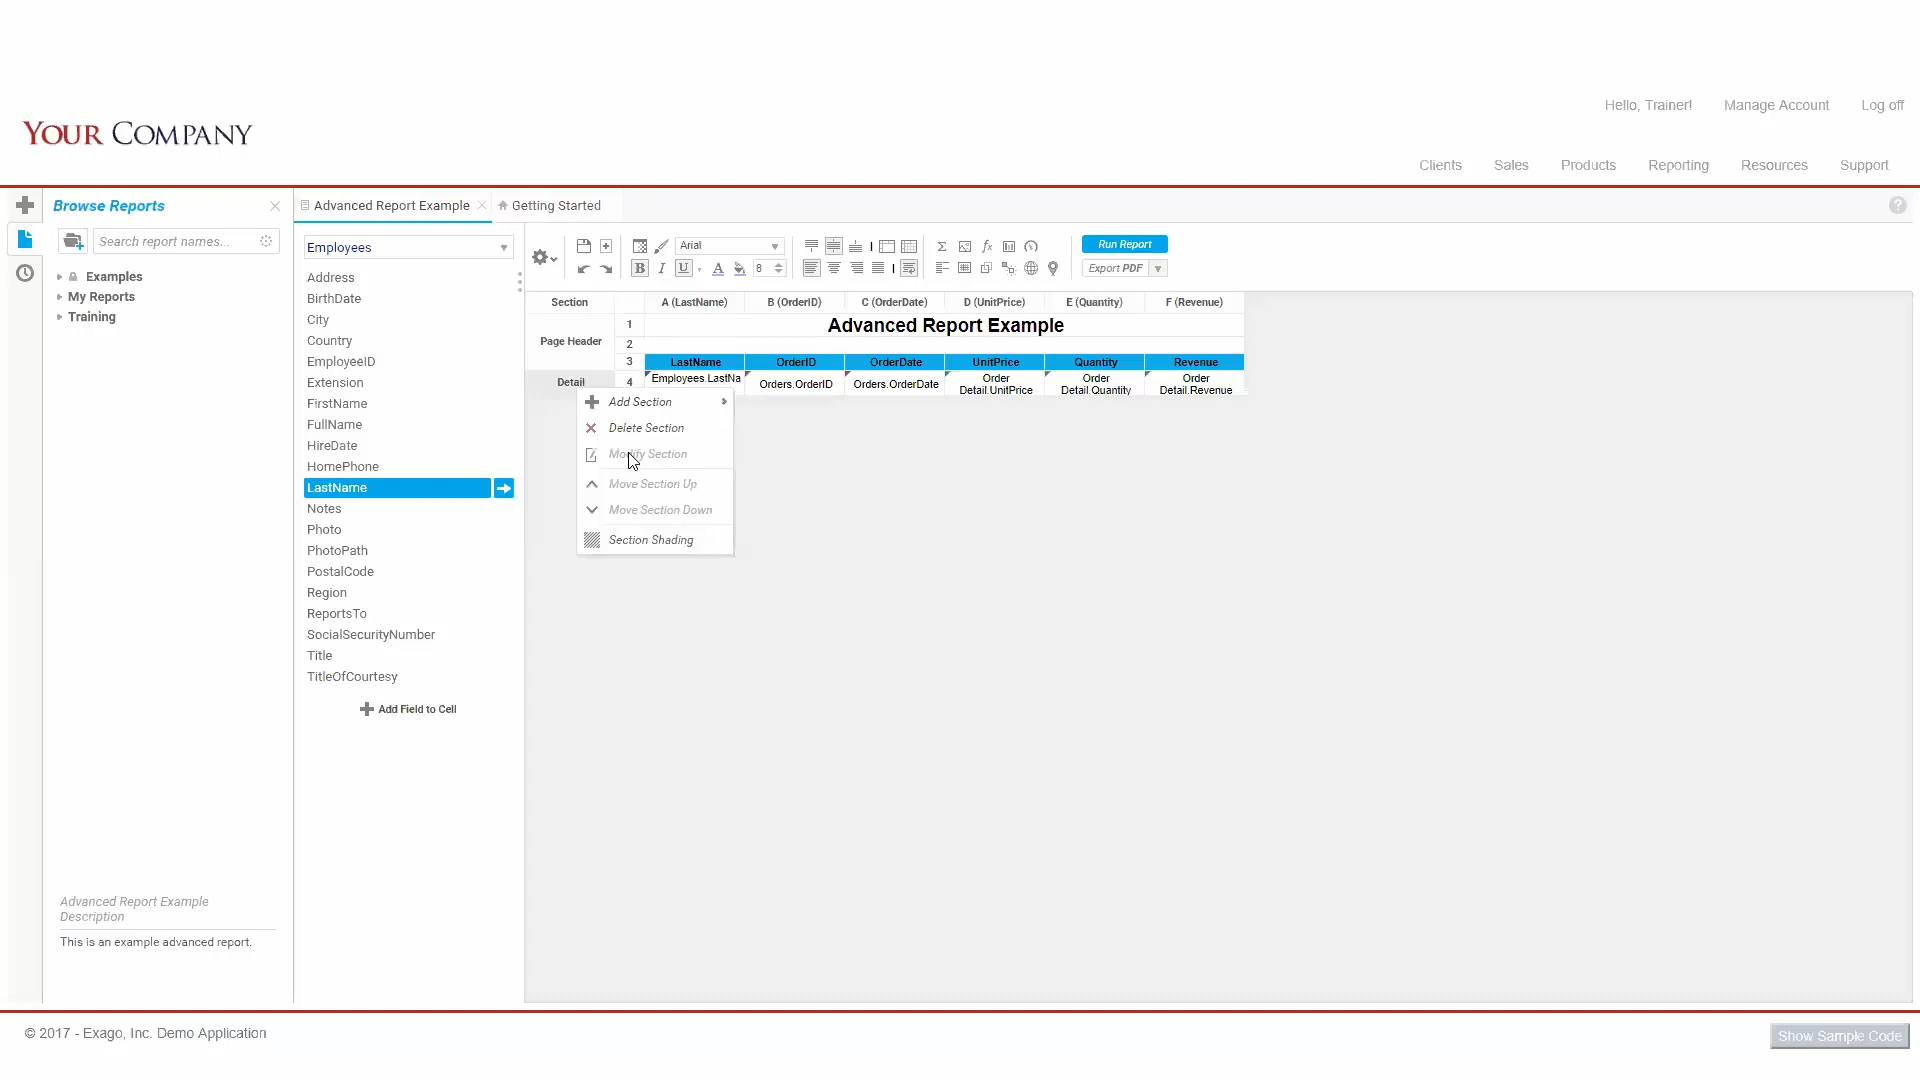 Hello, Trainer!
Manage Account
Log off
YOUR COMPANY
Clients
Sales
Products
Reporting
Resources
Support
Browse Reports
Search report names...
Examples
My Reports
Training
Advanced Report Example
Description
This is an example advanced report.
Advanced Report Example
Getting Started
Employees
Address
BirthDate
City
Country
EmployeeID
Extension
FirstName
FullName
HireDate
HomePhone
LastName
Notes
Photo
PhotoPath
PostalCode
Region
ReportsTo
SocialSecurityNumber
Title
TitleOfCourtesy
Add Field to Cell
Arial
B I U A 8
Run Report
Export PDF
Section
A (LastName)
B (OrderID)
C (OrderDate)
D (UnitPrice)
E (Quantity)
F (Revenue)
Page Header
1
Advanced Report Example
2
3
LastName
OrderID
OrderDate
UnitPrice
Quantity
Revenue
Detail
4
Employees.LastNa
Orders.OrderID
Orders.OrderDate
Order
Detail.UnitPrice
Order
Detail.Quantity
Order
Detail.Revenue
Add Section
Delete Section
Modify Section
Move Section Up
Move Section Down
Section Shading
© 2017 - Exago, Inc. Demo Application
Show Sample Code